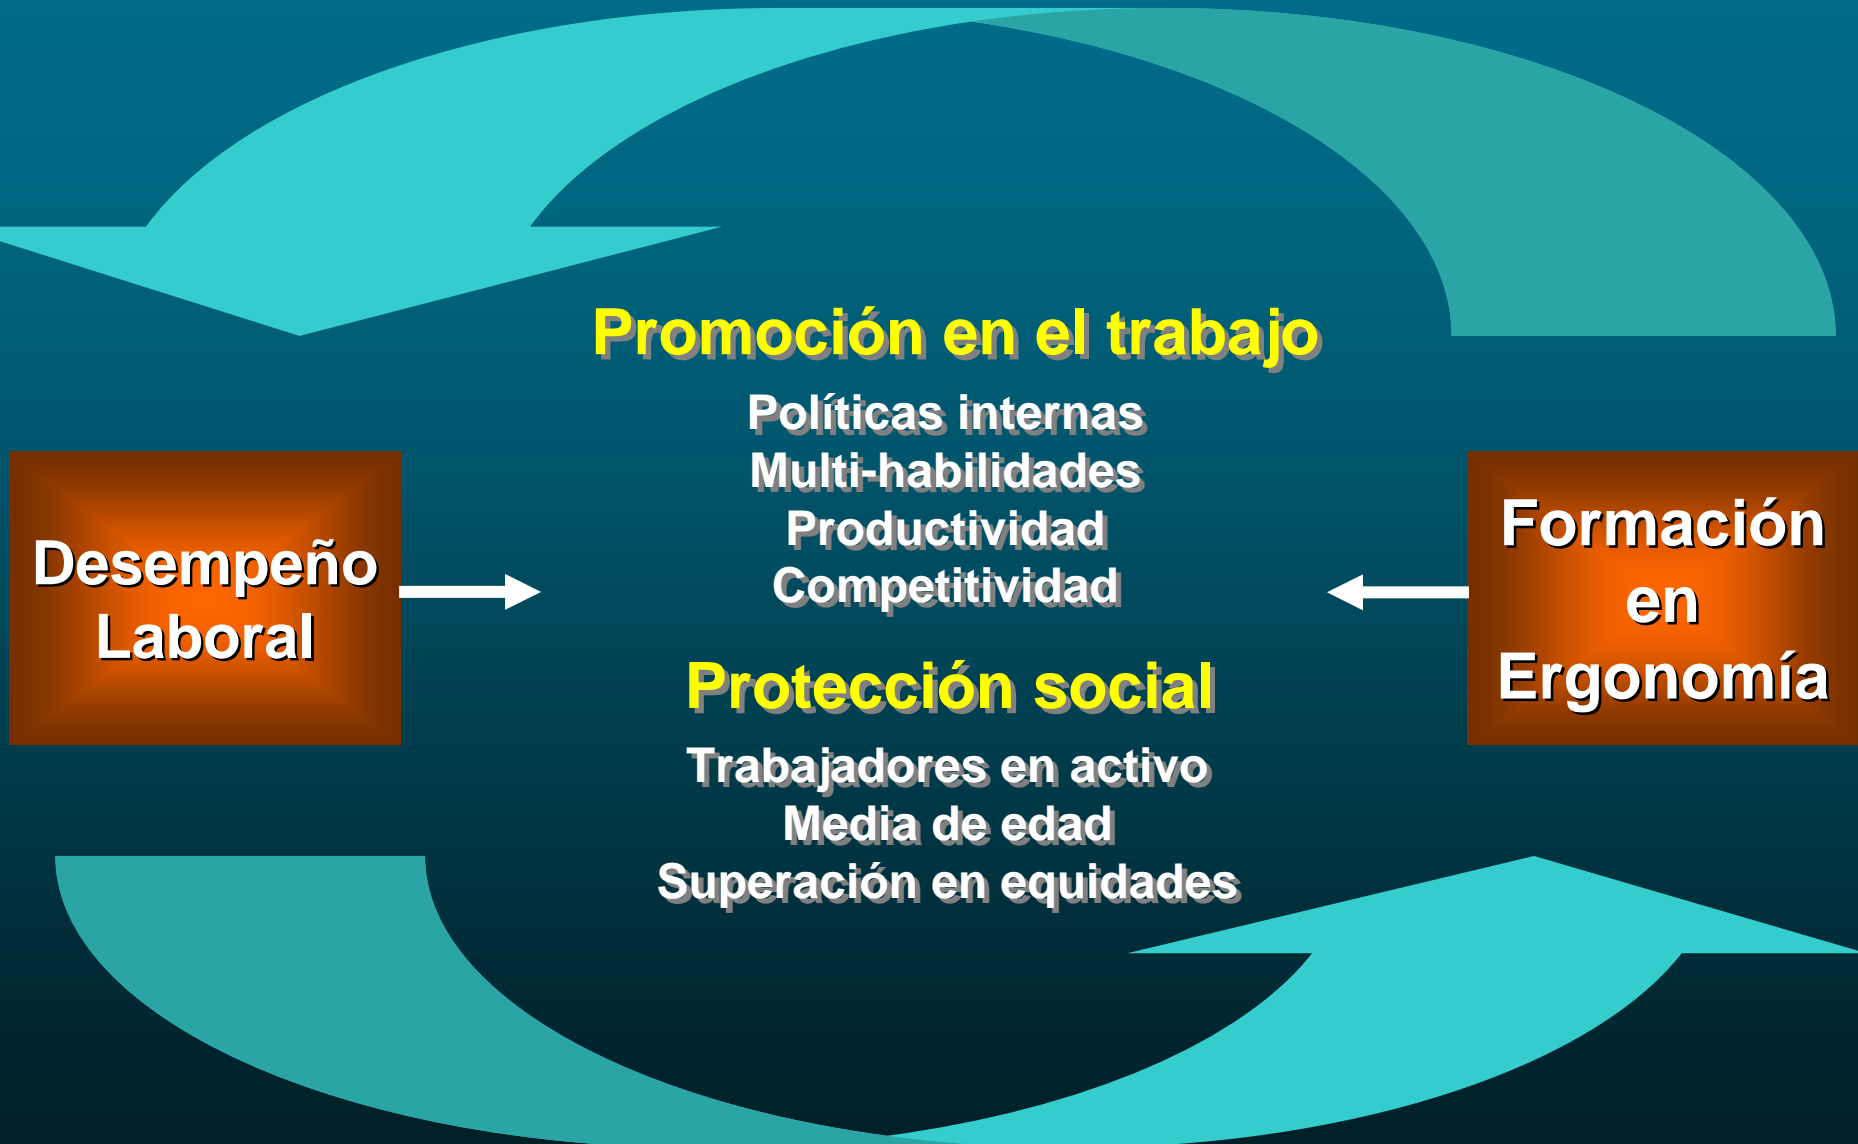 Promoción en el trabajo
Políticas internas
Multi-habilidades
Productividad
Competitividad
Protección social
Trabajadores en activo
Media de edad
Superación en equidades
Desempeño
Laboral
Formación
en
Ergonomía